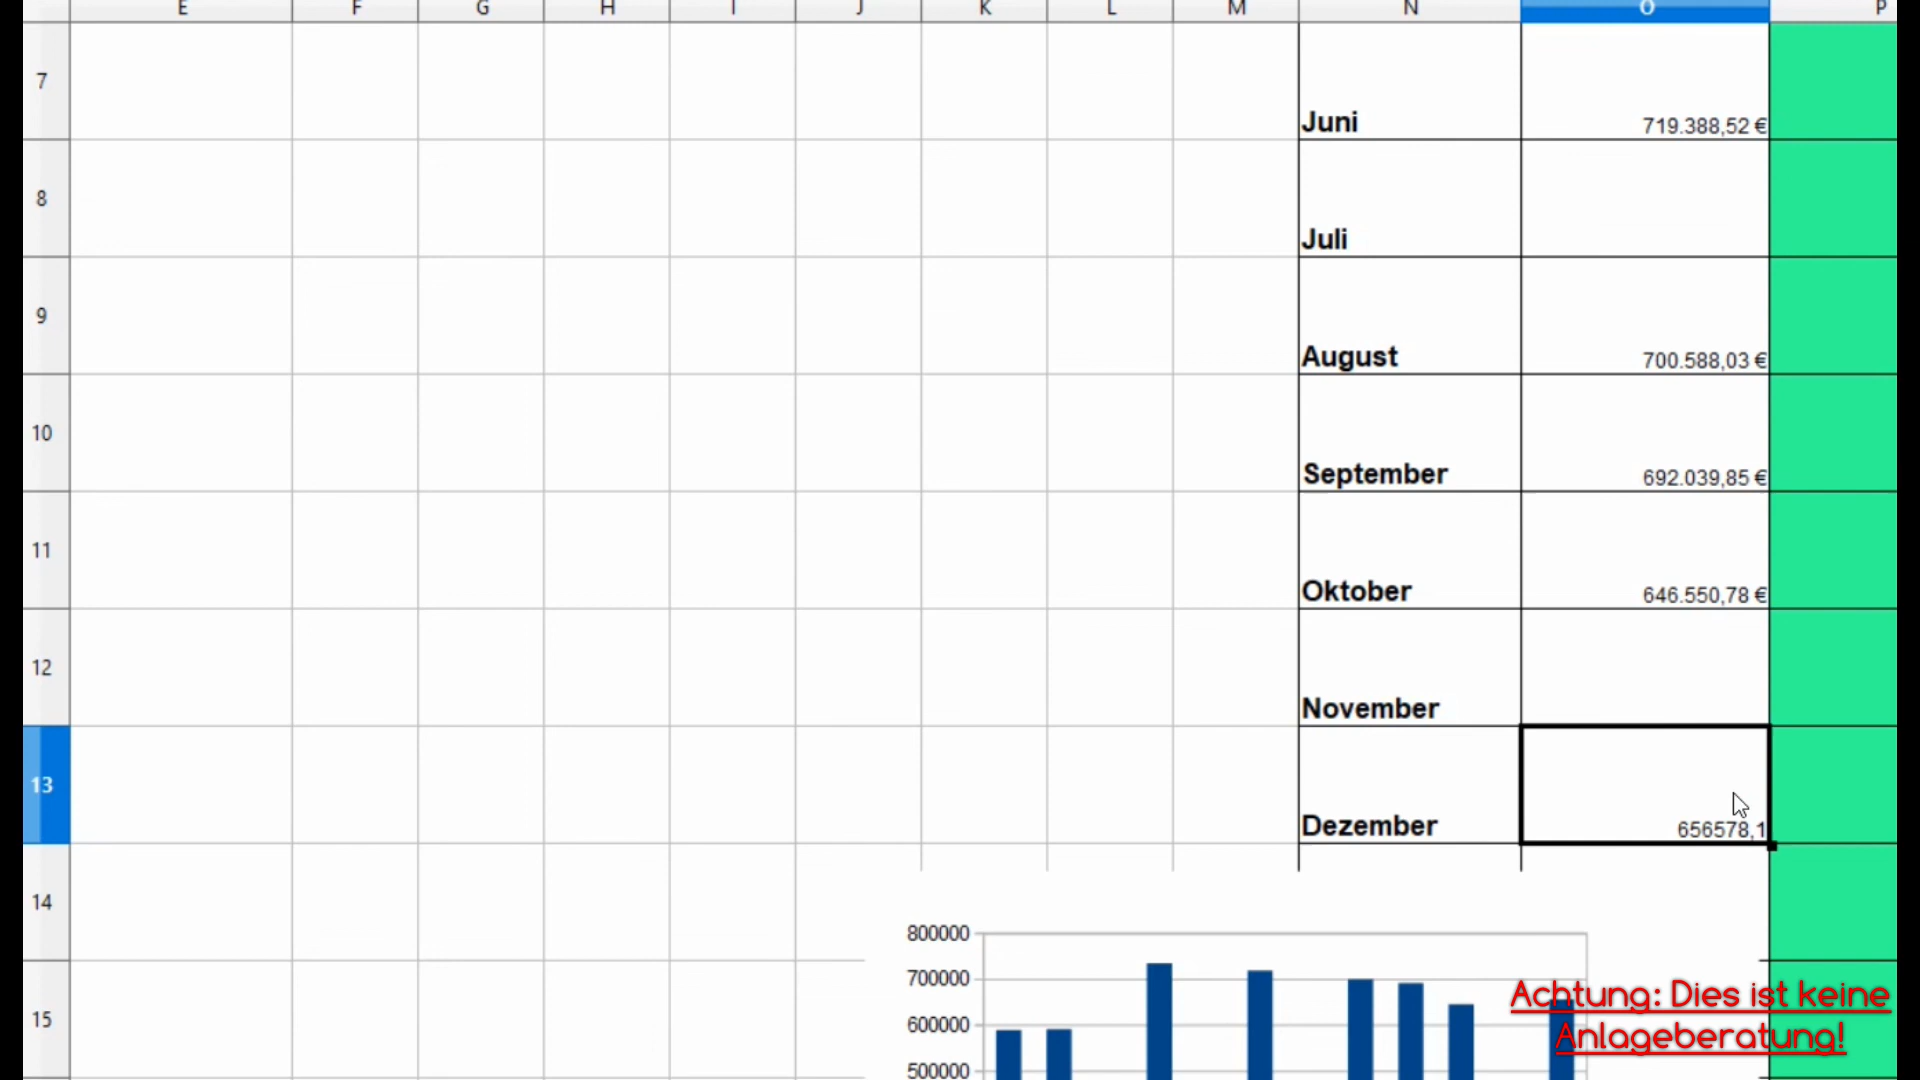 E F G H I J K L M N O P
7 Juni 719.388,52 €
8 Juli
9 August 700.588,03 €
10 September 692.039,85 €
11 Oktober 646.550,78 €
12 November
13 Dezember 656578,1
14
800000
700000
15
600000
500000
Achtung: Dies ist keine
Anlageberatung!